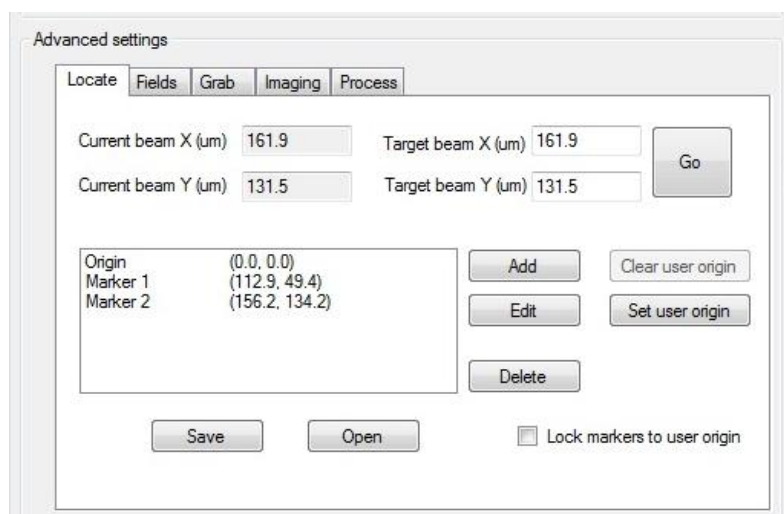 Advanced settings
Locate Fields Grab Imaging Process
Current beam X (um) 161.9 Target beam X (um) 161.9
Go
Current beam Y (um) 131.5 Target beam Y (um) 131.5
Origin (0.0, 0.0)
Marker 1 (112.9, 49.4)
Marker 2 (156.2, 134.2)
Add Clear user origin
Edit Set user origin
Delete
Save Open Lock markers to user origin